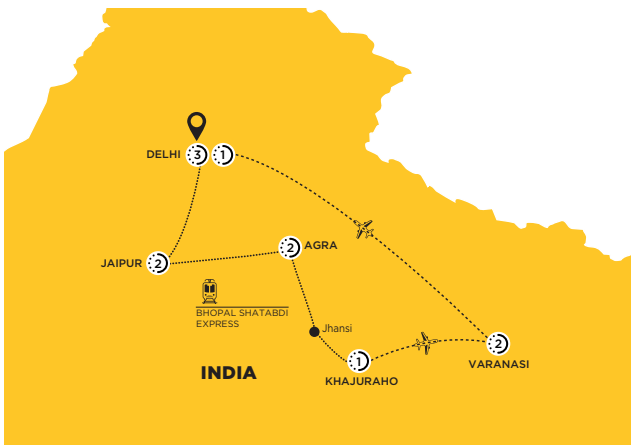 DELHI 3 1
JAIPUR 2
2 AGRA
BHOPAL SHATABDI
EXPRESS
Jhansi
1
KHAJURAHO
2
VARANASI
INDIA